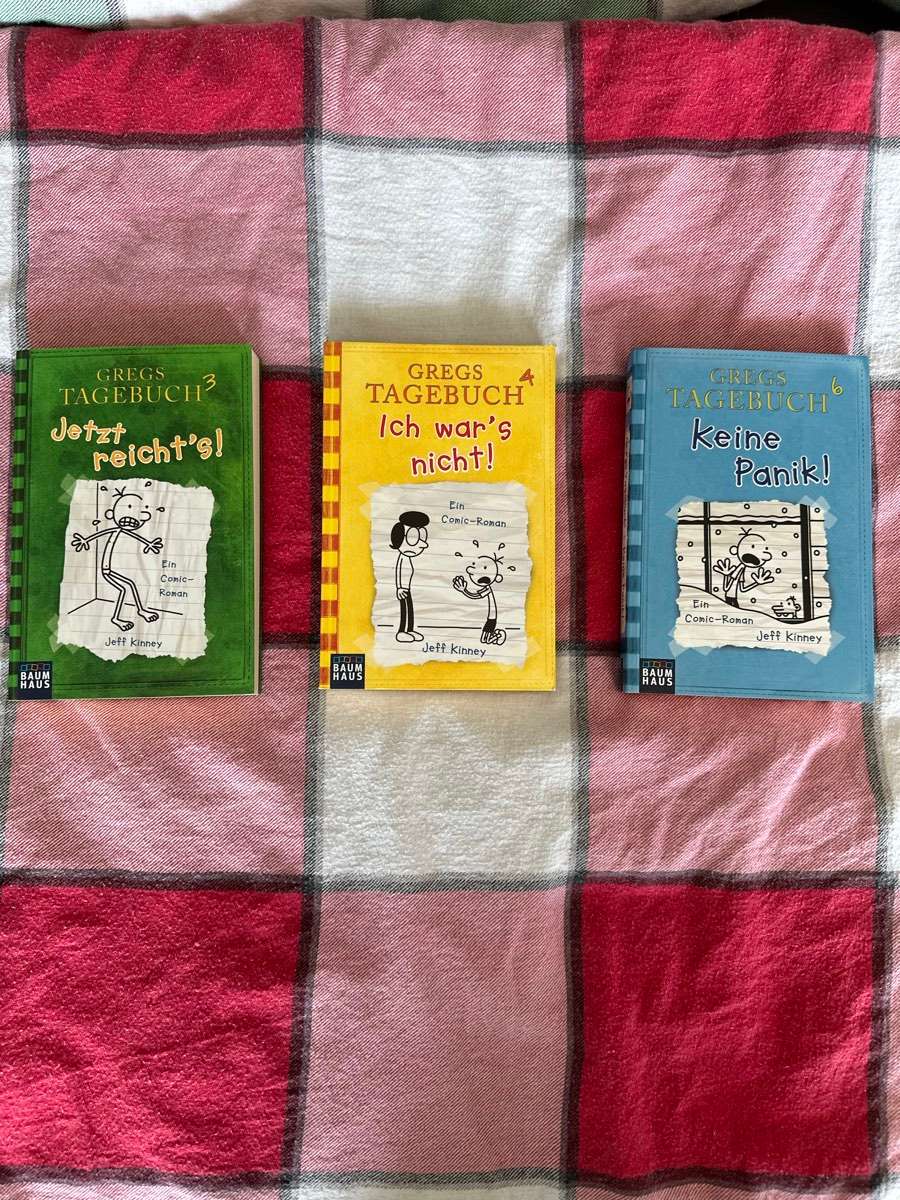 GREGS
TAGEBUCH 3
Jetzt
reicht's!
Ein
Comic-
Roman
Jeff Kinney
BAUM
HAUS
GREGS
TAGEBUCH 4
Ich war's
nicht!
Ein
Comic-Roman
Jeff Kinney
BAUM
HAUS
GREGS
TAGEBUCH 6
Keine
Panik!
Ein
Comic-Roman
Jeff Kinney
BAUM
HAUS